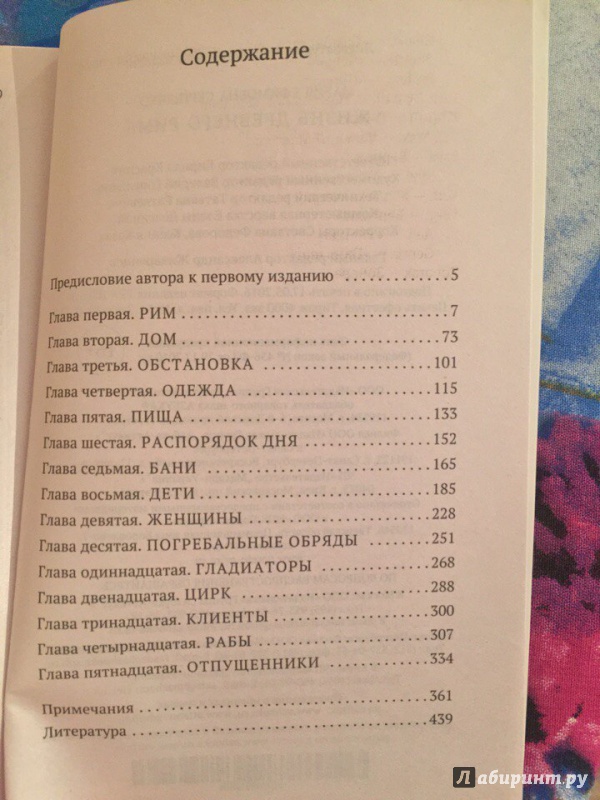 Содержание
Предисловие автора к первому изданию 5
Глава первая. РИМ 7
Глава вторая. ДОМ 73
Глава третья. ОБСТАНОВКА 101
Глава четвертая. ОДЕЖДА 115
Глава пятая. ПИЩА 133
Глава шестая. РАСПОРЯДОК ДНЯ 152
Глава седьмая. БАНИ 165
Глава восьмая. ДЕТИ 185
Глава девятая. ЖЕНЩИНЫ 228
Глава десятая. ПОГРЕБАЛЬНЫЕ ОБРЯДЫ 251
Глава одиннадцатая. ГЛАДИАТОРЫ 268
Глава двенадцатая. ЦИРК 288
Глава тринадцатая. КЛИЕНТЫ 300
Глава четырнадцатая. РАБЫ 307
Глава пятнадцатая. ОТПУЩЕННИКИ 334
Примечания 361
Литература 439
Лабиринт.ру